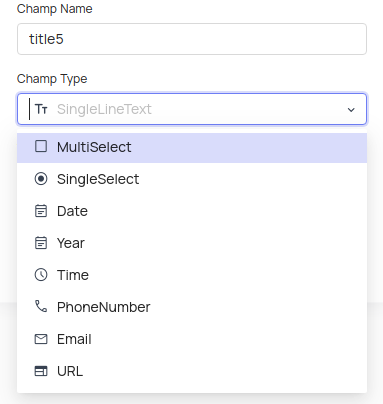 Champ Name
title5
Champ Type
SingleLineText
MultiSelect
SingleSelect
Date
Year
Time
PhoneNumber
Email
URL